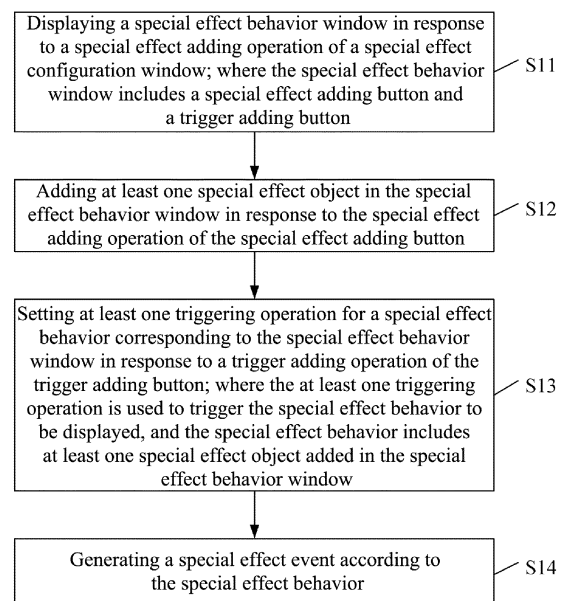 Displaying a special effect behavior window in response
to a special effect adding operation of a special effect
configuration window; where the special effect behavior
window includes a special effect adding button and
a trigger adding button
S11
Adding at least one special effect object in the special
effect behavior window in response to the special effect
adding operation of the special effect adding button
S12
Setting at least one triggering operation for a special effect
behavior corresponding to the special effect behavior
window in response to a trigger adding operation of the
trigger adding button; where the at least one triggering
operation is used to trigger the special effect behavior to
be displayed, and the special effect behavior includes
at least one special effect object added in the special
effect behavior window
S13
Generating a special effect event according to
the special effect behavior
S14